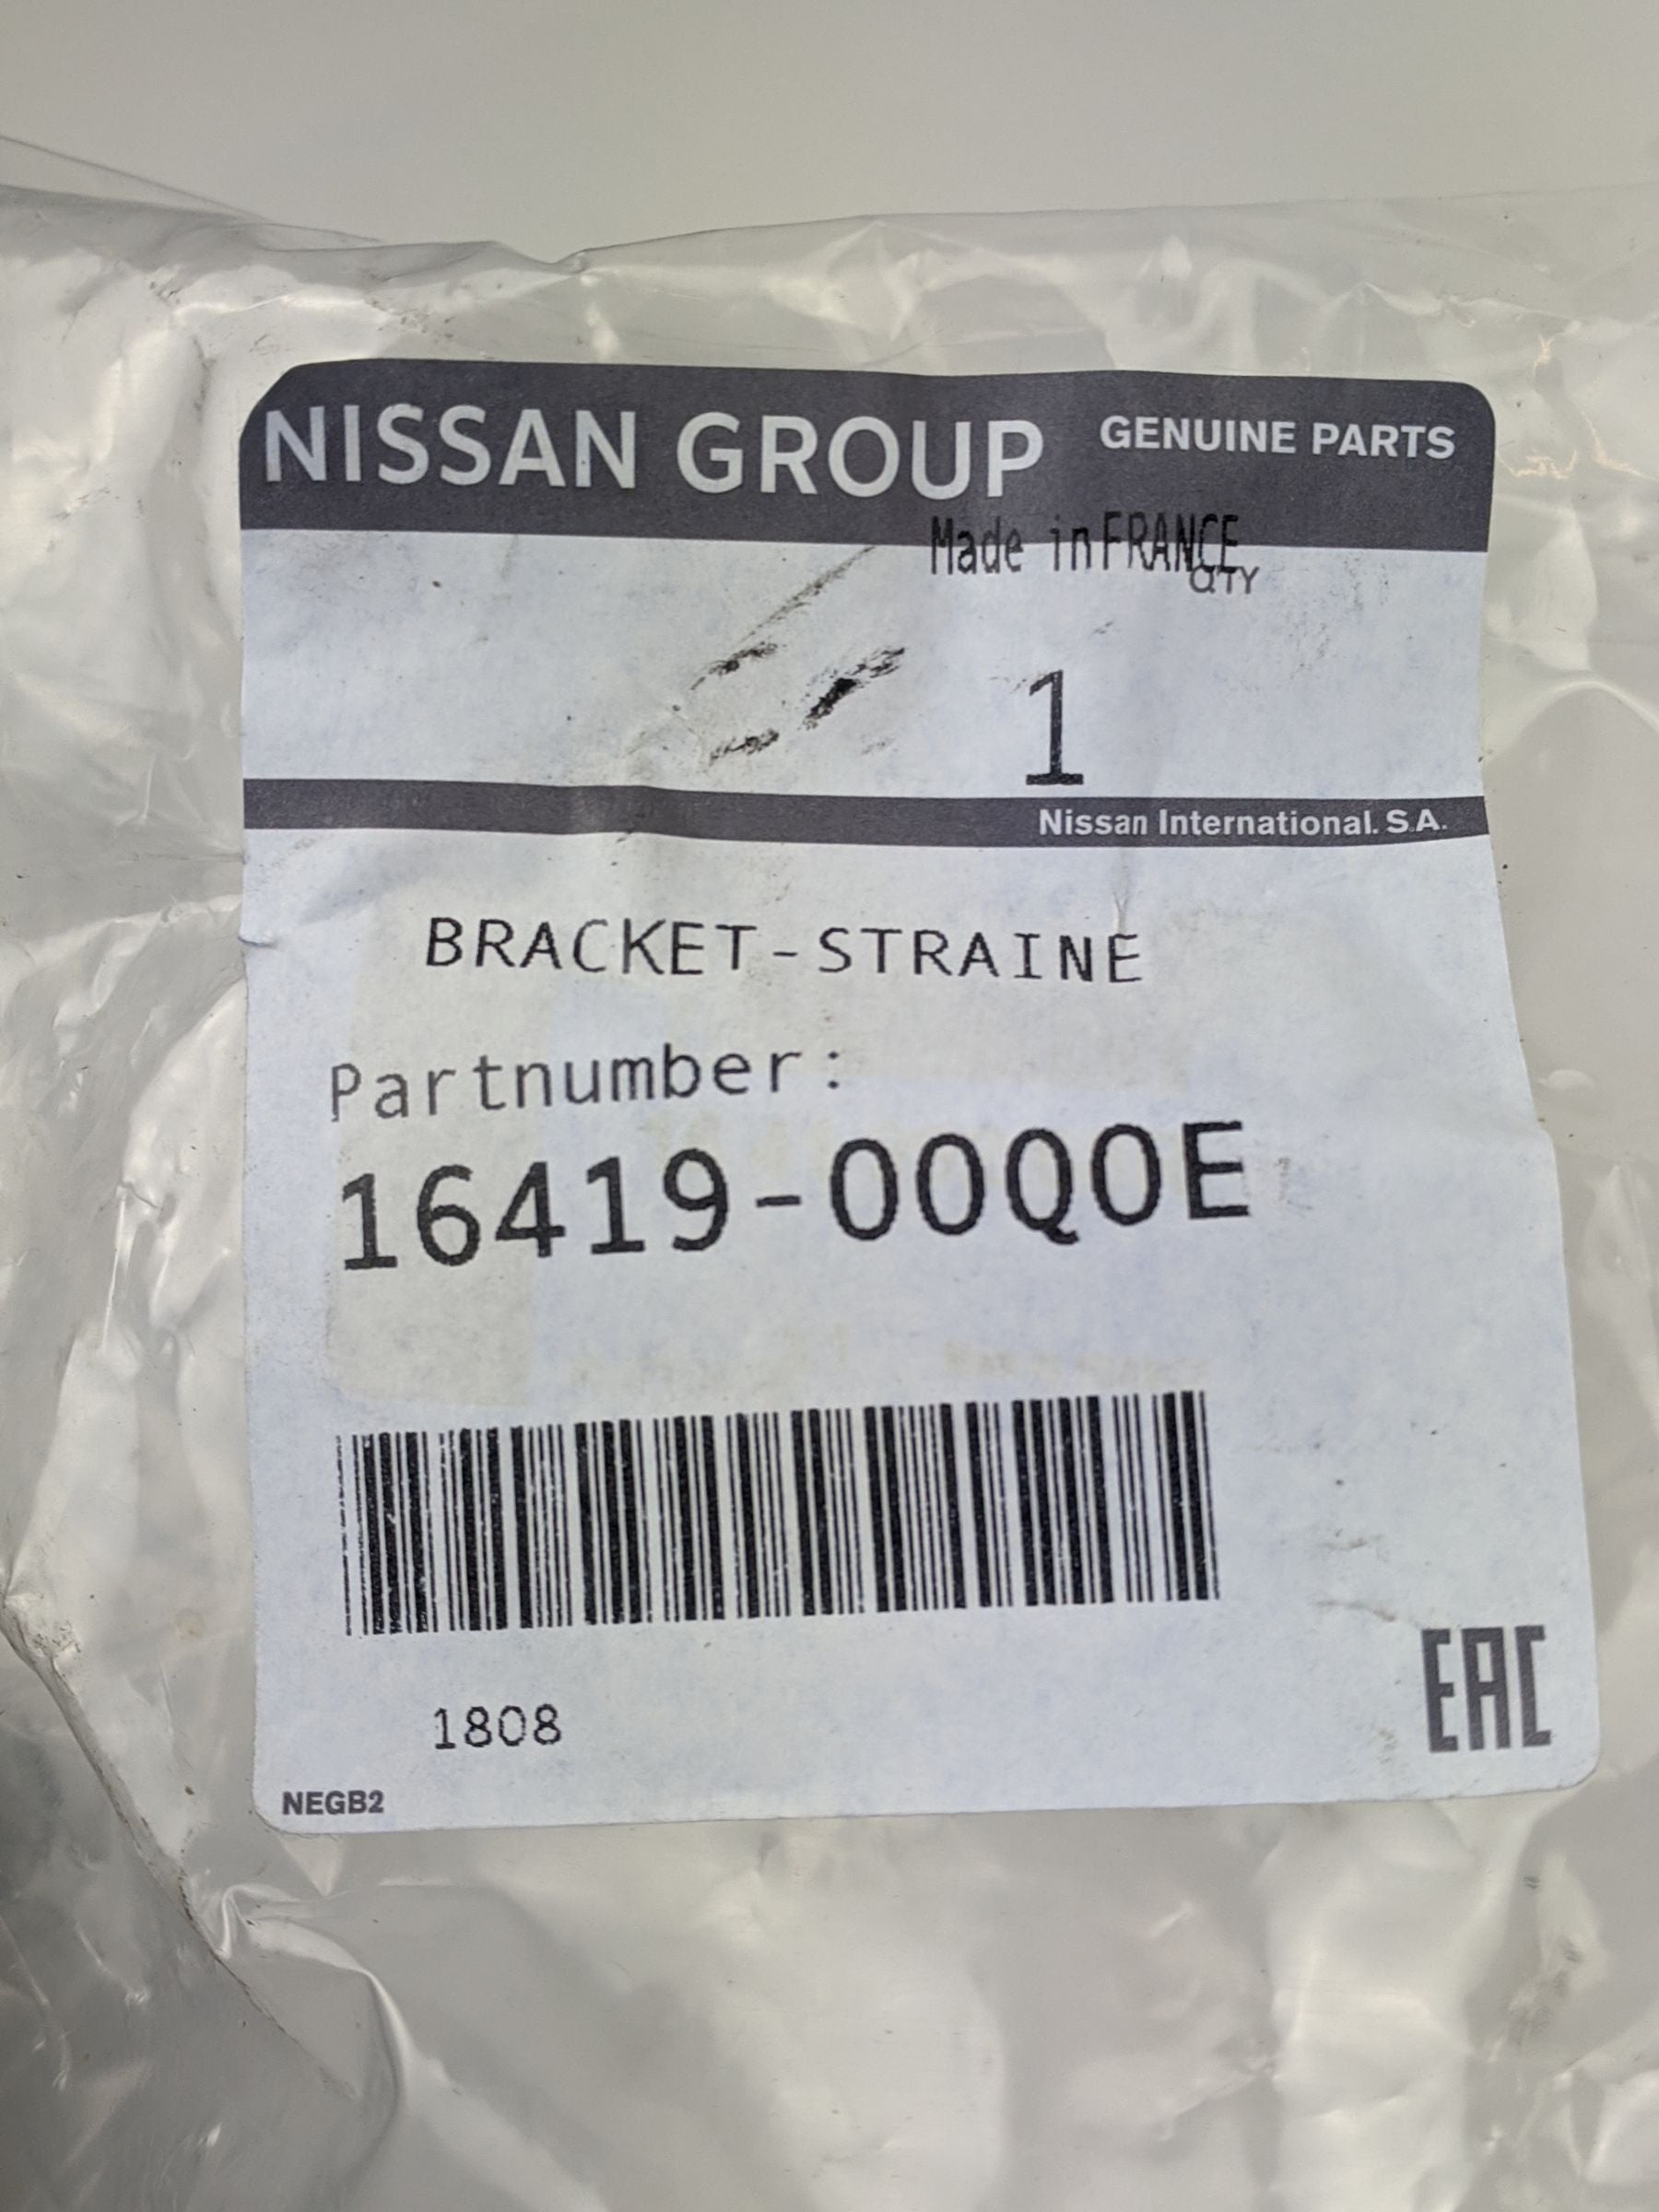 NISSAN GROUP GENUINE PARTS
Made in FRANCE
QTY
1
Nissan International. S.A.
BRACKET-STRAINE
Partnumber:
16419-00Q0E
1808
EAC
NEGB2